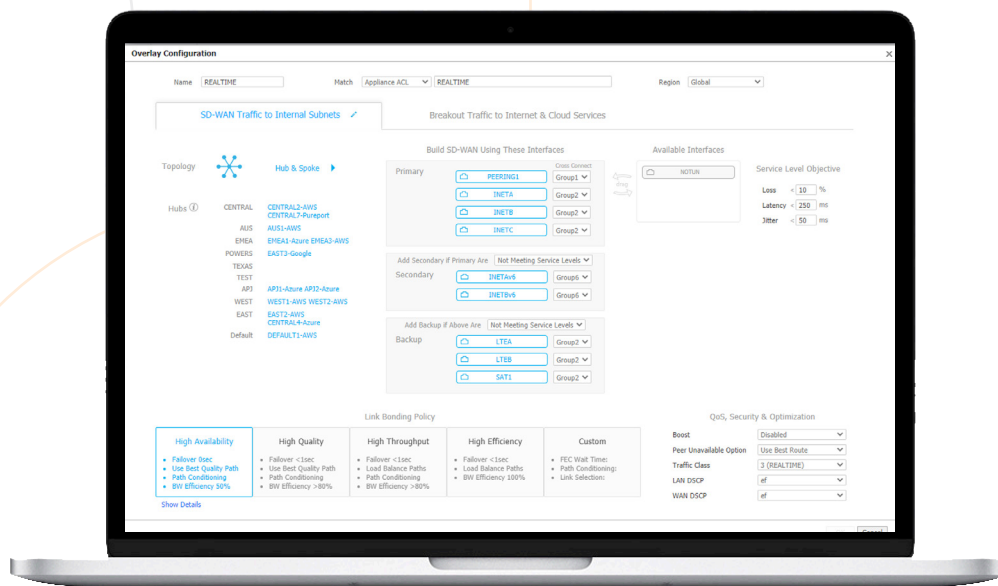 Overlay Configuration
×
Name REALTIME Match Appliance ACL REALTIME Region Global
SD-WAN Traffic to Internal Subnets
Breakout Traffic to Internet & Cloud Services
Topology
Hub & Spoke
Hubs
CENTRAL CENTRAL2-AWS
CENTRAL7-Pureport
AUS AUS1-AWS
EMEA EMEA1-Azure EMEA3-AWS
POWERS EAST3-Google
TEXAS
TEST
APJ APJ1-Azure APJ2-Azure
WEST WEST1-AWS WEST2-AWS
EAST EAST2-AWS
CENTRAL4-Azure
Default DEFAULT1-AWS
Build SD-WAN Using These Interfaces
Cross Connect
Primary
PEERING1 Group1
INETA Group2
INETB Group2
INETC Group2
drag
Add Secondary if Primary Are Not Meeting Service Levels
Secondary
INETAv6 Group6
INETBv6 Group6
Add Backup if Above Are Not Meeting Service Levels
Backup
LTEA Group2
LTEB Group2
SAT1 Group2
Available Interfaces
NOTUN
Service Level Objective
Loss < 10 %
Latency < 250 ms
Jitter < 50 ms
Link Bonding Policy
High Availability
• Failover 0sec
• Use Best Quality Path
• Path Conditioning
• BW Efficiency 50%
High Quality
• Failover <1sec
• Use Best Quality Path
• Path Conditioning
• BW Efficiency >80%
High Throughput
• Failover <1sec
• Load Balance Paths
• Path Conditioning
• BW Efficiency >80%
High Efficiency
• Failover <1sec
• Load Balance Paths
• BW Efficiency 100%
Custom
• FEC Wait Time:
• Path Conditioning:
• Link Selection:
Show Details
QoS, Security & Optimization
Boost Disabled
Peer Unavailable Option Use Best Route
Traffic Class 3 (REALTIME)
LAN DSCP ef
WAN DSCP ef
Cancel